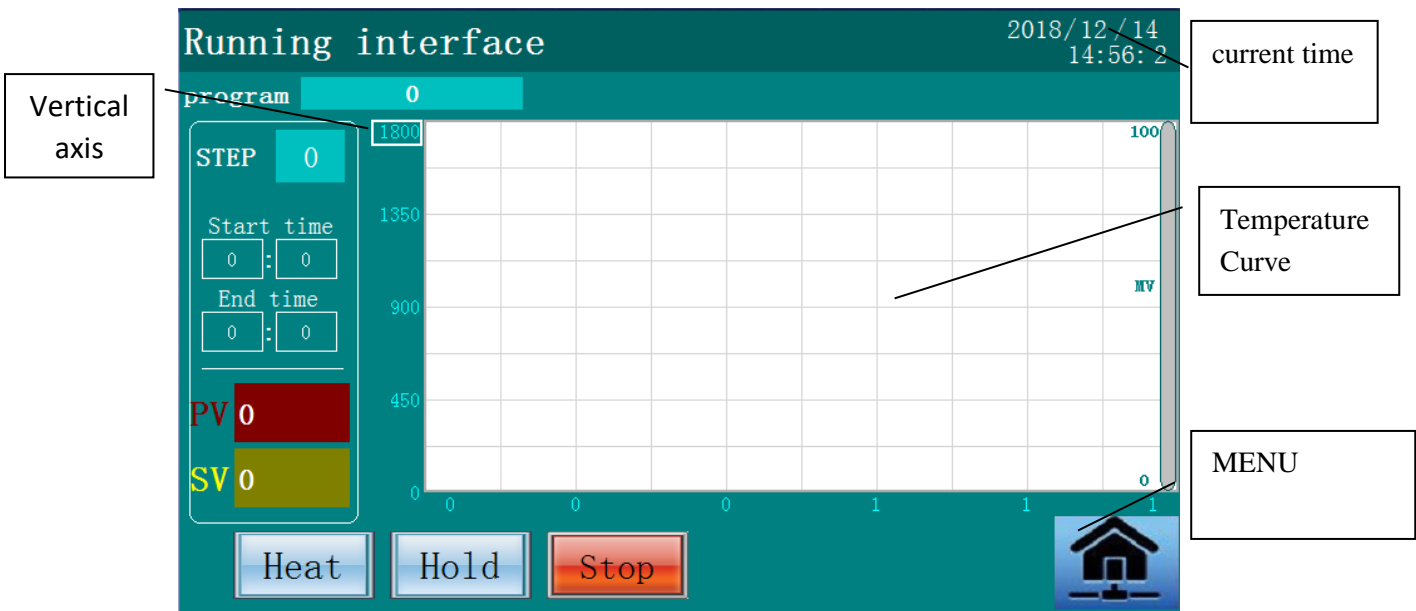 Running interface
2018/12/14
14:56: 2
current time
Vertical
axis
program 0
STEP 0
1800
100
1350
Start time
0 : 0
Temperature
Curve
End time
0 : 0
MV
900
450
PV 0
SV 0
MENU
0
0
0 0 0 1 1 1
Heat Hold Stop